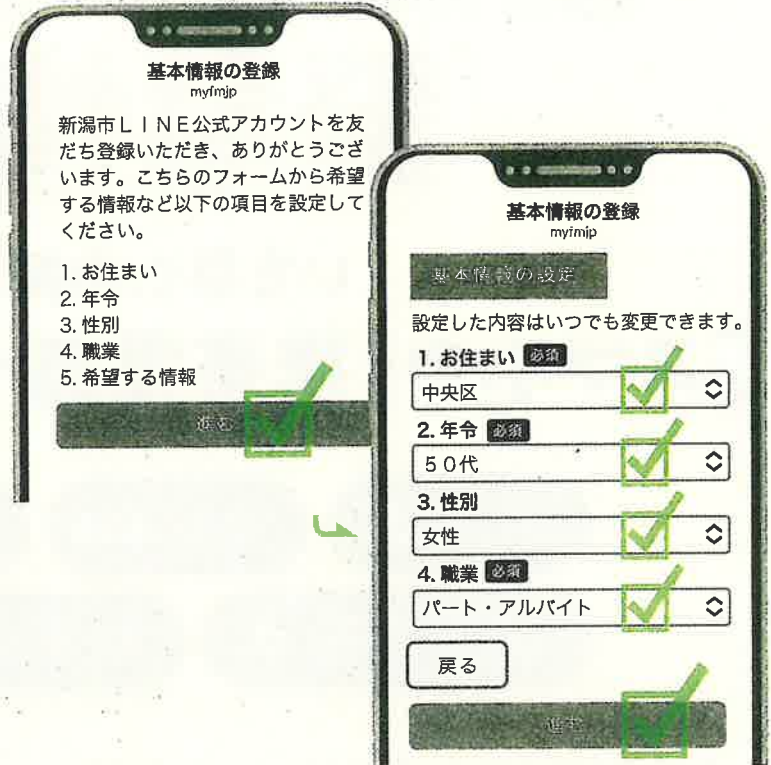 基本情報の登録
myfmjp
新潟市ＬＩＮＥ公式アカウントを友
だち登録いただき、ありがとうござ
います。こちらのフォームから希望
する情報など以下の項目を設定して
ください。
1. お住まい
2. 年令
3. 性別
4. 職業
5. 希望する情報
進む
基本情報の登録
myfmjp
基本情報の設定
設定した内容はいつでも変更できます。
1. お住まい 必須
中央区
2. 年令 必須
５０代
3. 性別
女性
4. 職業 必須
パート・アルバイト
戻る
進む